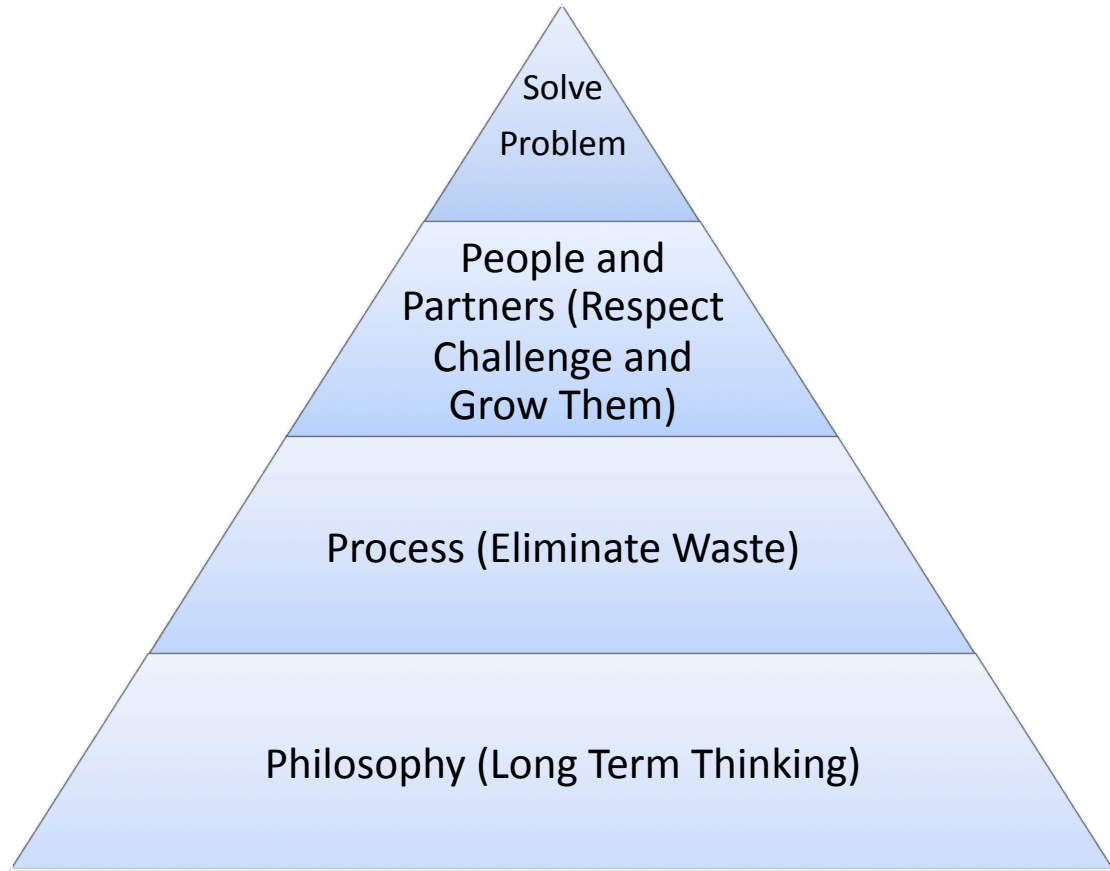 Solve
Problem
People and
Partners (Respect
Challenge and
Grow Them)
Process (Eliminate Waste)
Philosophy (Long Term Thinking)